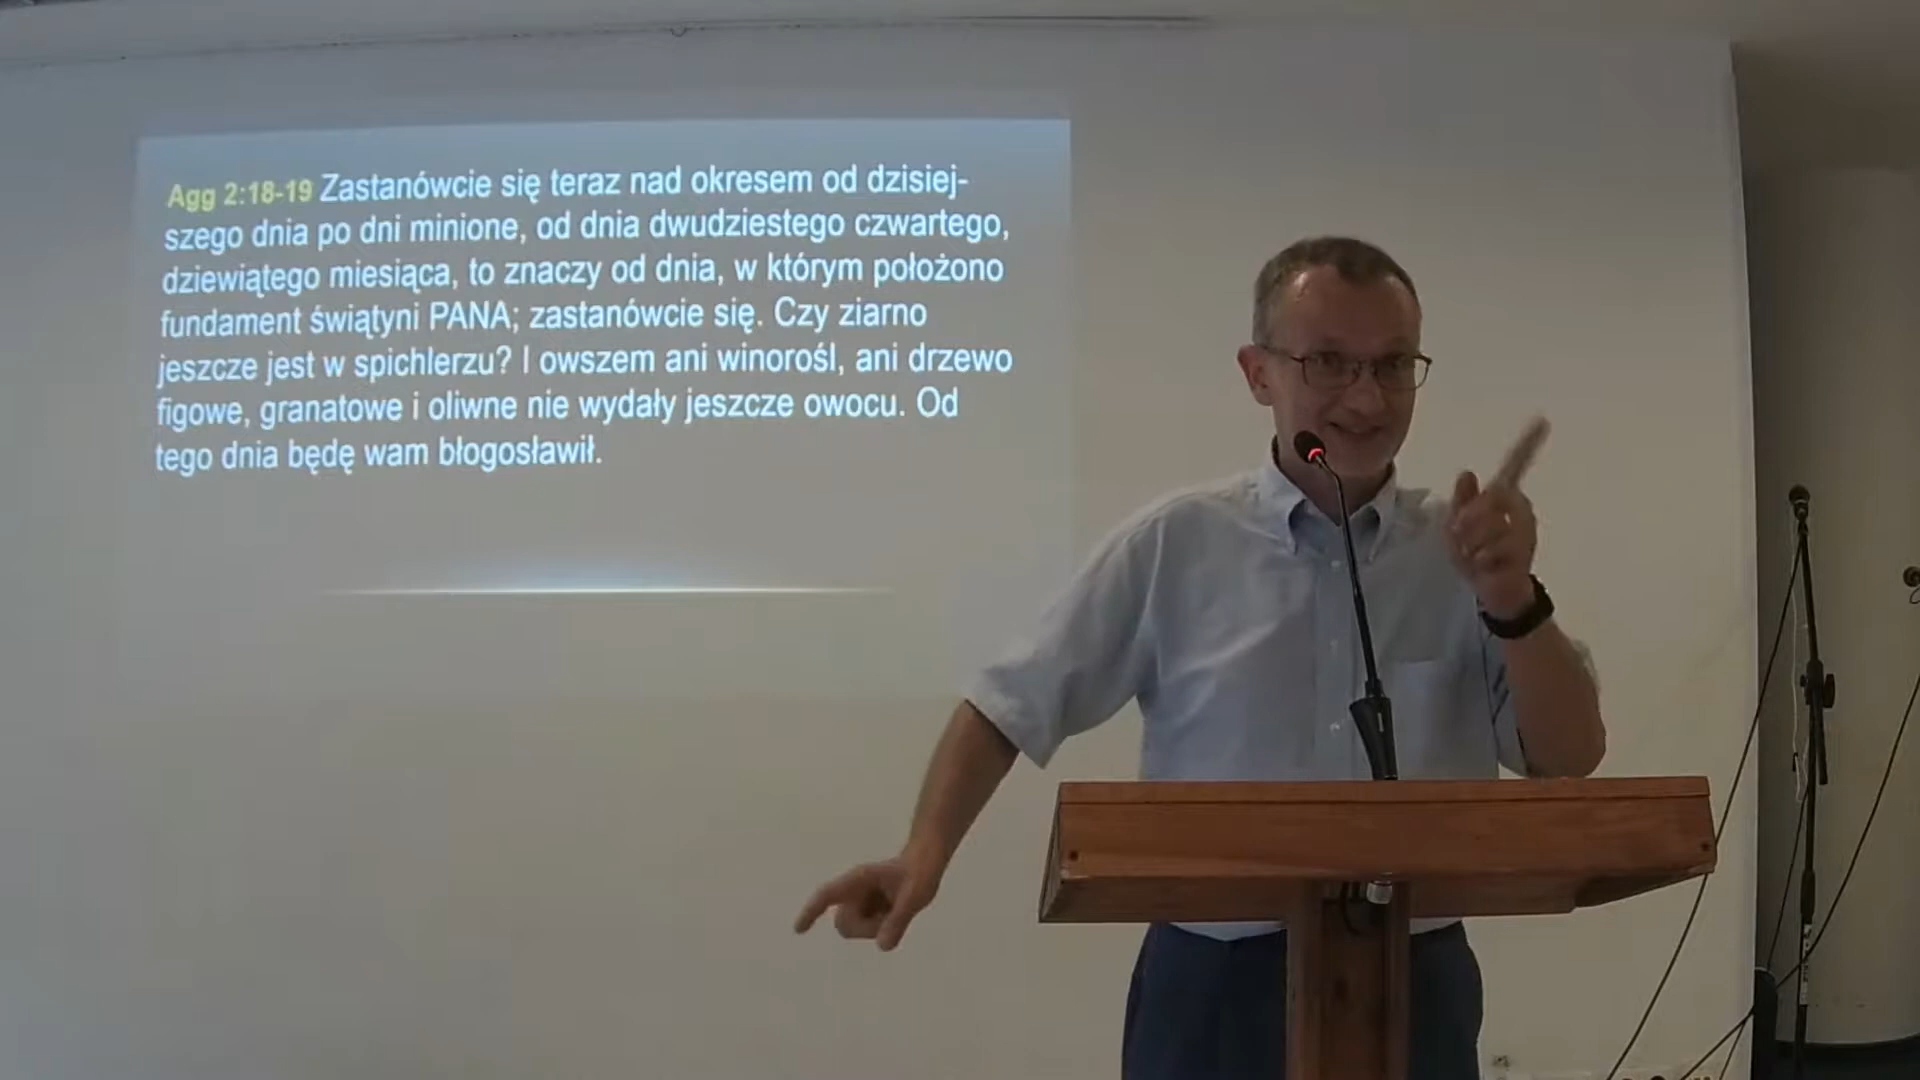 Agg 2:18-19 Zastanówcie się teraz nad okresem od dzisiej-
szego dnia po dni minione, od dnia dwudziestego czwartego,
dziewiątego miesiąca, to znaczy od dnia, w którym położono
fundament świątyni PANA; zastanówcie się. Czy ziarno
jeszcze jest w spichlerzu? I owszem ani winorośl, ani drzewo
figowe, granatowe i oliwne nie wydały jeszcze owocu. Od
tego dnia będę wam błogosławił.